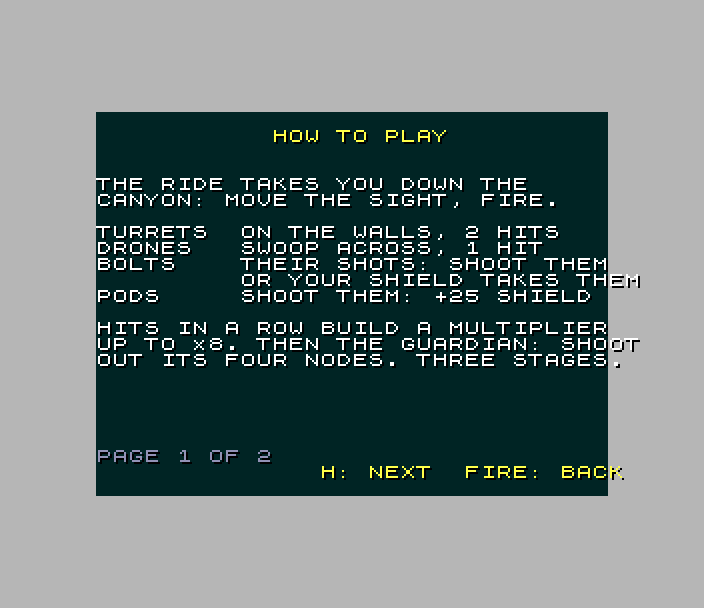 HOW TO PLAY
THE RIDE TAKES YOU DOWN THE
CANYON: MOVE THE SIGHT, FIRE.
TURRETS ON THE WALLS, 2 HITS
DRONES SWOOP ACROSS, 1 HIT
BOLTS THEIR SHOTS: SHOOT THEM
OR YOUR SHIELD TAKES THEM
PODS SHOOT THEM: +25 SHIELD
HITS IN A ROW BUILD A MULTIPLIER
UP TO x8. THEN THE GUARDIAN: SHOOT
OUT ITS FOUR NODES. THREE STAGES.
PAGE 1 OF 2
H: NEXT FIRE: BACK